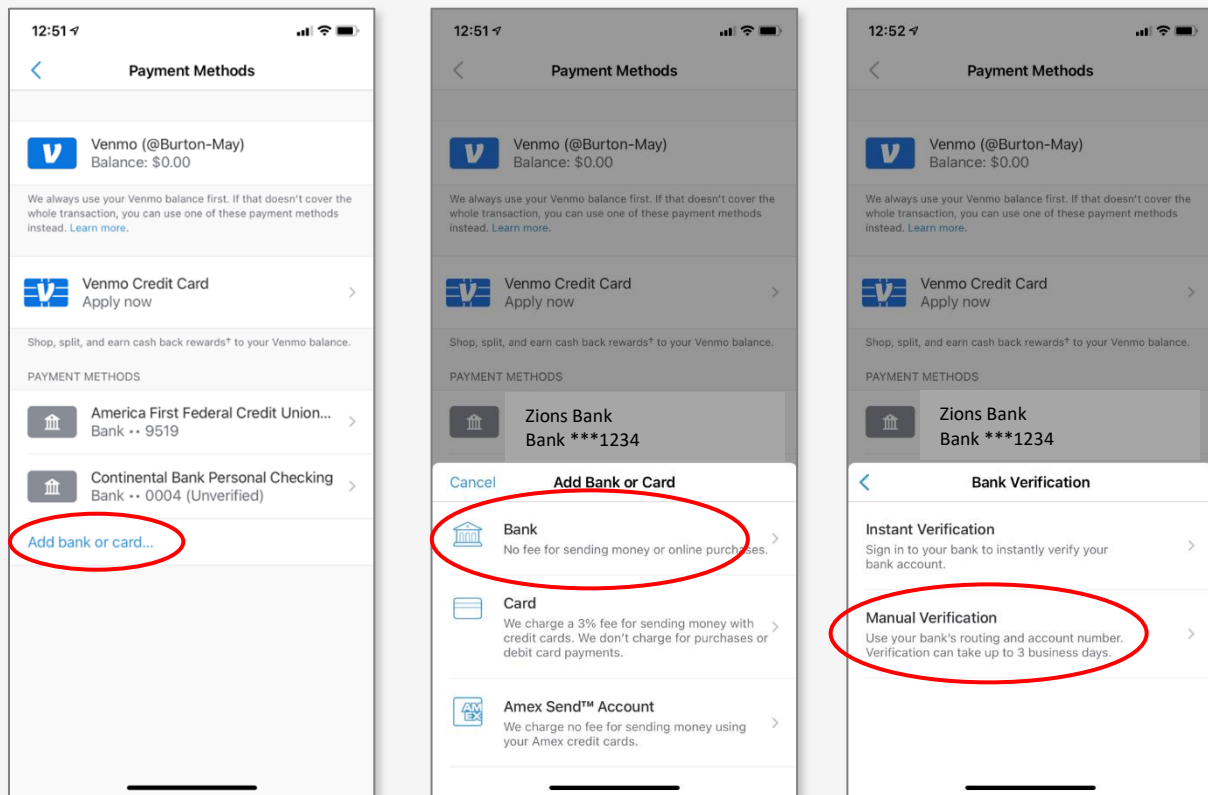 12:51
Payment Methods
Venmo (@Burton-May)
Balance: $0.00
We always use your Venmo balance first. If that doesn't cover the
whole transaction, you can use one of these payment methods
instead. Learn more.
Venmo Credit Card
Apply now
Shop, split, and earn cash back rewards† to your Venmo balance.
PAYMENT METHODS
America First Federal Credit Union...
Bank •• 9519
Continental Bank Personal Checking
Bank •• 0004 (Unverified)
Add bank or card...
12:51
Payment Methods
Venmo (@Burton-May)
Balance: $0.00
We always use your Venmo balance first. If that doesn't cover the
whole transaction, you can use one of these payment methods
instead. Learn more.
Venmo Credit Card
Apply now
Shop, split, and earn cash back rewards† to your Venmo balance.
PAYMENT METHODS
Zions Bank
Bank ***1234
Cancel
Add Bank or Card
Bank
No fee for sending money or online purchases.
Card
We charge a 3% fee for sending money with
credit cards. We don't charge for purchases or
debit card payments.
AMEX
Amex Send™ Account
We charge no fee for sending money using
your Amex credit cards.
12:52
Payment Methods
Venmo (@Burton-May)
Balance: $0.00
We always use your Venmo balance first. If that doesn't cover the
whole transaction, you can use one of these payment methods
instead. Learn more.
Venmo Credit Card
Apply now
Shop, split, and earn cash back rewards† to your Venmo balance.
PAYMENT METHODS
Zions Bank
Bank ***1234
Bank Verification
Instant Verification
Sign in to your bank to instantly verify your
bank account.
Manual Verification
Use your bank's routing and account number.
Verification can take up to 3 business days.